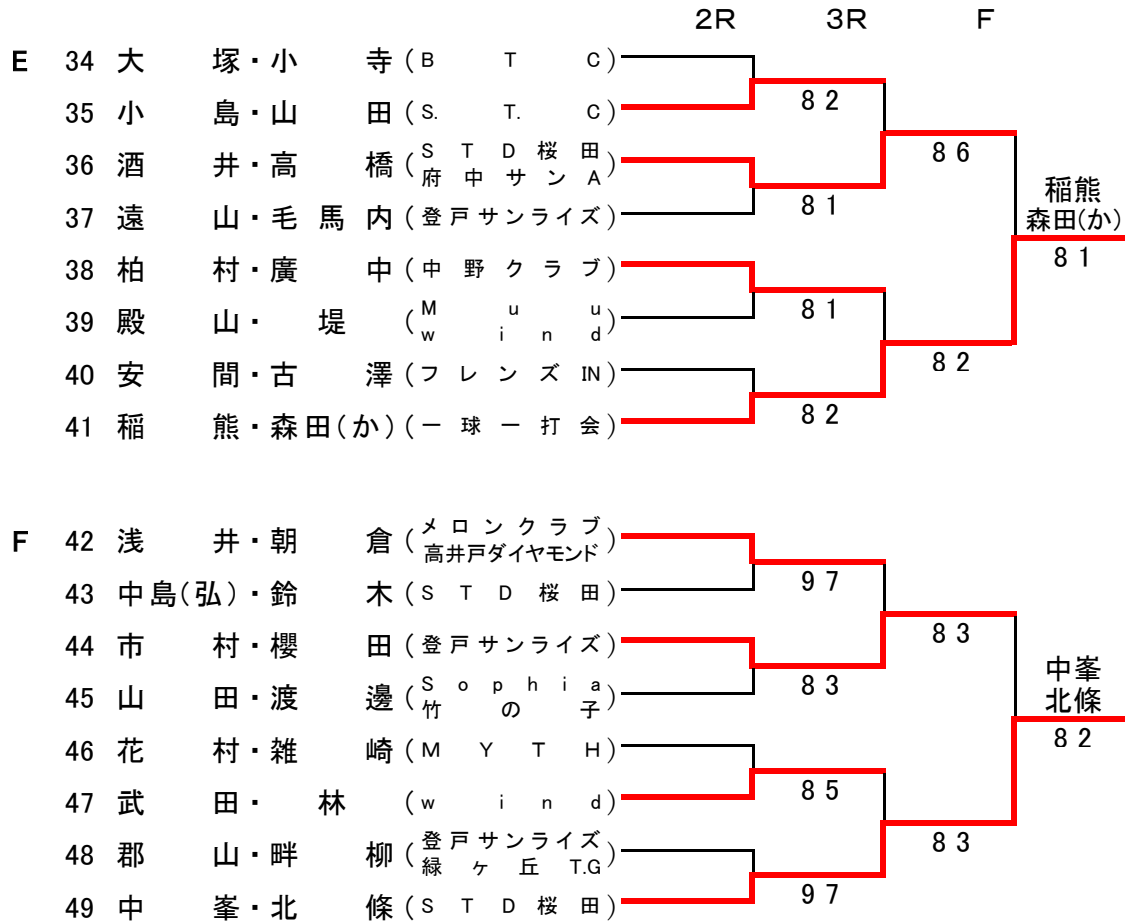 2R 3R F
E 34 大塚・小寺 (BTC)
82
35 小島・山田 (S.T.C)
86
36 酒井・高橋 (STD桜田 府中サンA)
81
37 遠山・毛馬内 (登戸サンライズ)
稲熊
森田(か)
81
38 柏村・廣中 (中野クラブ)
81
39 殿山・堤 (Muu wind)
82
40 安間・古澤 (フレンズIN)
82
41 稲熊・森田(か) (一球一打会)
F 42 浅井・朝倉 (メロンクラブ 高井戸ダイヤモンド)
97
43 中島(弘)・鈴木 (STD桜田)
83
44 市村・櫻田 (登戸サンライズ)
83
45 山田・渡邊 (Sophia 竹の子)
中峯
北條
82
46 花村・雑崎 (MYTH)
85
47 武田・林 (wind)
83
48 郡山・畔柳 (登戸サンライズ 緑ヶ丘T.G)
97
49 中峯・北條 (STD桜田)